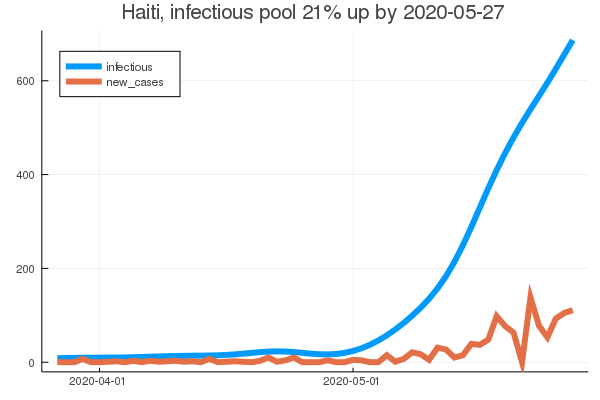 Haiti, infectious pool 21% up by 2020-05-27
infectious
new_cases
600
400
200
0
2020-04-01
2020-05-01